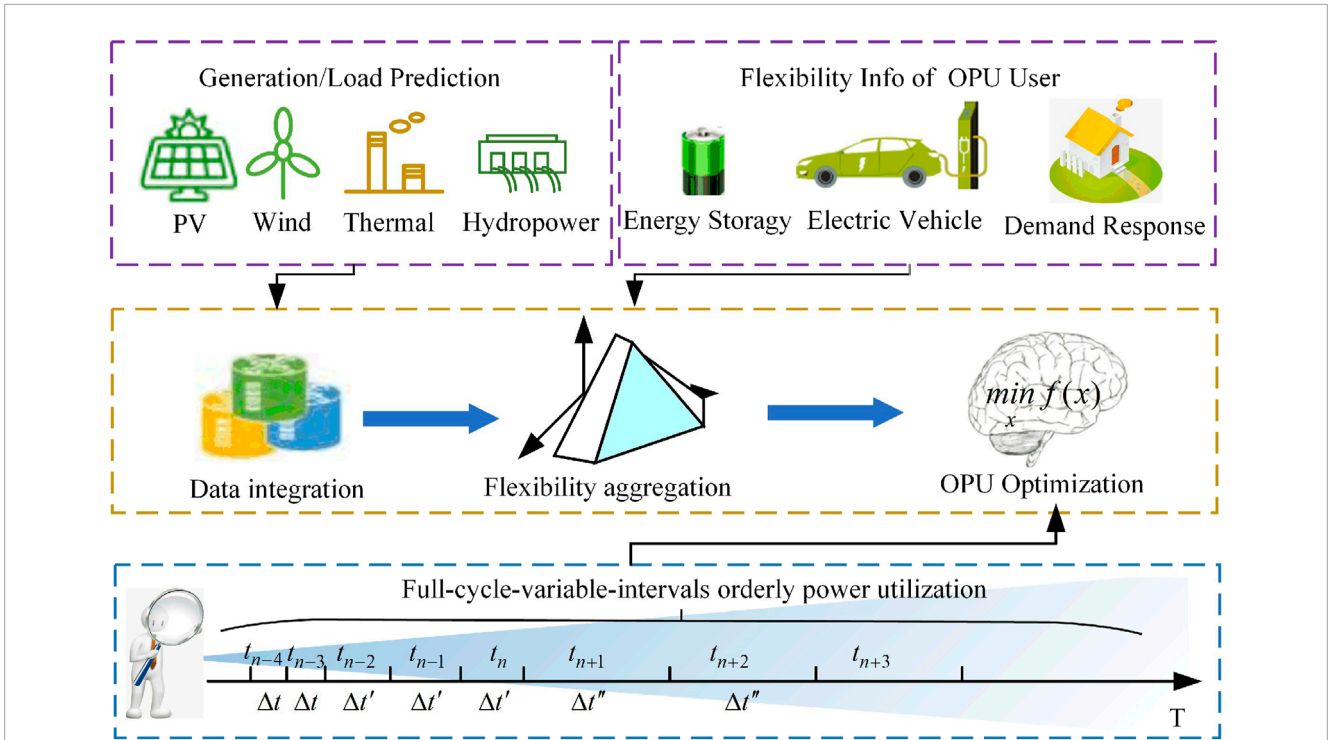 Generation/Load Prediction
Flexibility Info of OPU User
PV
Wind
Thermal
Hydropower
Energy Storagy
Electric Vehicle
Demand Response
min f(x)
x
Data integration
Flexibility aggregation
OPU Optimization
Full-cycle-variable-intervals orderly power utilization
tₙ₋₄ tₙ₋₃ tₙ₋₂ tₙ₋₁ tₙ tₙ₊₁ tₙ₊₂ tₙ₊₃
Δt Δt Δt′ Δt′ Δt′ Δt″ Δt″
T